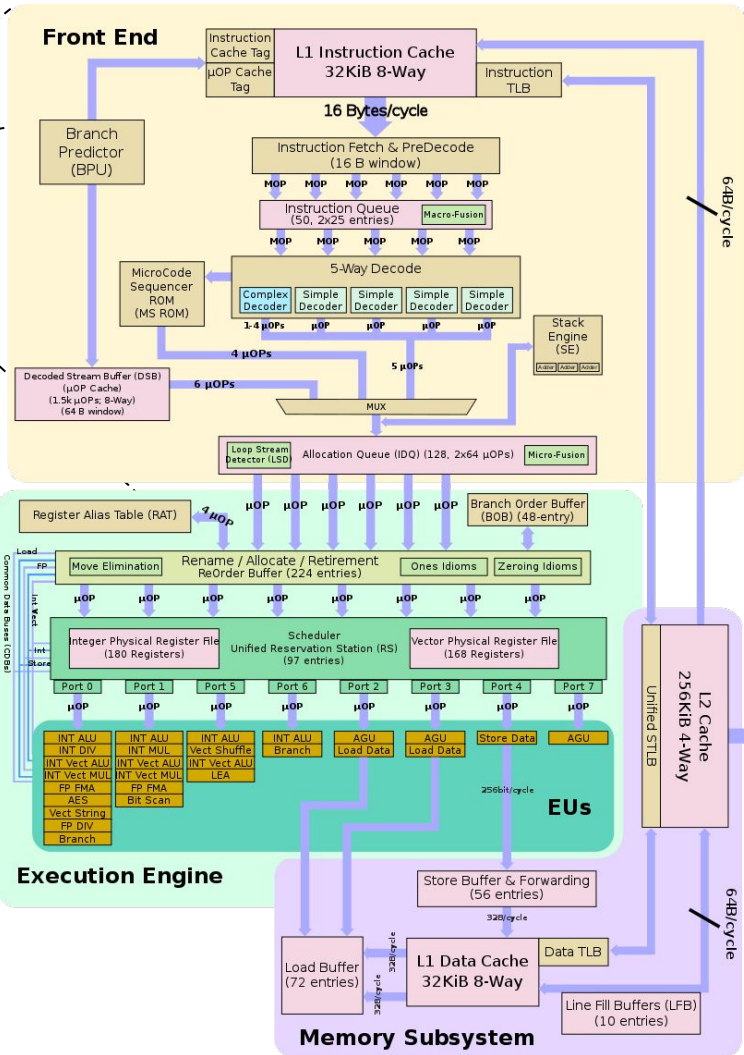 Front End
Instruction
Cache Tag
µOP Cache
Tag
L1 Instruction Cache
32KiB 8-Way
Instruction
TLB
16 Bytes/cycle
Branch
Predictor
(BPU)
Instruction Fetch & PreDecode
(16 B window)
MOP MOP MOP MOP MOP MOP
Instruction Queue
(50, 2x25 entries)
Macro-Fusion
MOP MOP MOP MOP MOP
64B/cycle
5-Way Decode
MicroCode
Sequencer
ROM
(MS ROM)
Complex
Decoder
Simple
Decoder
Simple
Decoder
Simple
Decoder
Simple
Decoder
1-4 µOPs µOP µOP µOP µOP
Stack
Engine
(SE)
Adder Adder Adder
4 µOPs
5 µOPs
6 µOPs
Decoded Stream Buffer (DSB)
(µOP Cache)
(1.5k µOPs; 8-Way)
(64 B window)
MUX
Loop Stream
Detector (LSD)
Allocation Queue (IDQ) (128, 2x64 µOPs)
Micro-Fusion
Register Alias Table (RAT)
4 µOP
µOP µOP µOP µOP µOP µOP
Branch Order Buffer
(BOB) (48-entry)
Load
FP
Common Data Buses (CDBs)
Int Vect
Int
Store
Move Elimination
Rename / Allocate / Retirement
ReOrder Buffer (224 entries)
Ones Idioms
Zeroing Idioms
µOP µOP µOP µOP µOP µOP µOP µOP
Integer Physical Register File
(180 Registers)
Scheduler
Unified Reservation Station (RS)
(97 entries)
Vector Physical Register File
(168 Registers)
Port 0 Port 1 Port 5 Port 6 Port 2 Port 3 Port 4 Port 7
µOP µOP µOP µOP µOP µOP µOP µOP
INT ALU
INT DIV
INT Vect ALU
INT Vect MUL
FP FMA
AES
Vect String
FP DIV
Branch
INT ALU
INT MUL
INT Vect ALU
INT Vect MUL
FP FMA
Bit Scan
INT ALU
Vect Shuffle
INT Vect ALU
LEA
INT ALU
Branch
AGU
Load Data
AGU
Load Data
Store Data
AGU
256bit/cycle
EUs
Execution Engine
Unified STLB
L2 Cache
256KiB 4-Way
Store Buffer & Forwarding
(56 entries)
32B/cycle
64B/cycle
Load Buffer
(72 entries)
32B/cycle
32B/cycle
L1 Data Cache
32KiB 8-Way
Data TLB
Line Fill Buffers (LFB)
(10 entries)
Memory Subsystem